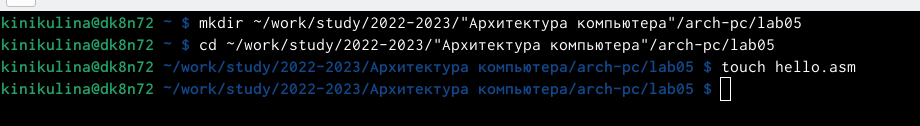 kinikulina@dk8n72 ~ $ mkdir ~/work/study/2022-2023/"Архитектура компьютера"/arch-pc/lab05
kinikulina@dk8n72 ~ $ cd ~/work/study/2022-2023/"Архитектура компьютера"/arch-pc/lab05
kinikulina@dk8n72 ~/work/study/2022-2023/Архитектура компьютера/arch-pc/lab05 $ touch hello.asm
kinikulina@dk8n72 ~/work/study/2022-2023/Архитектура компьютера/arch-pc/lab05 $